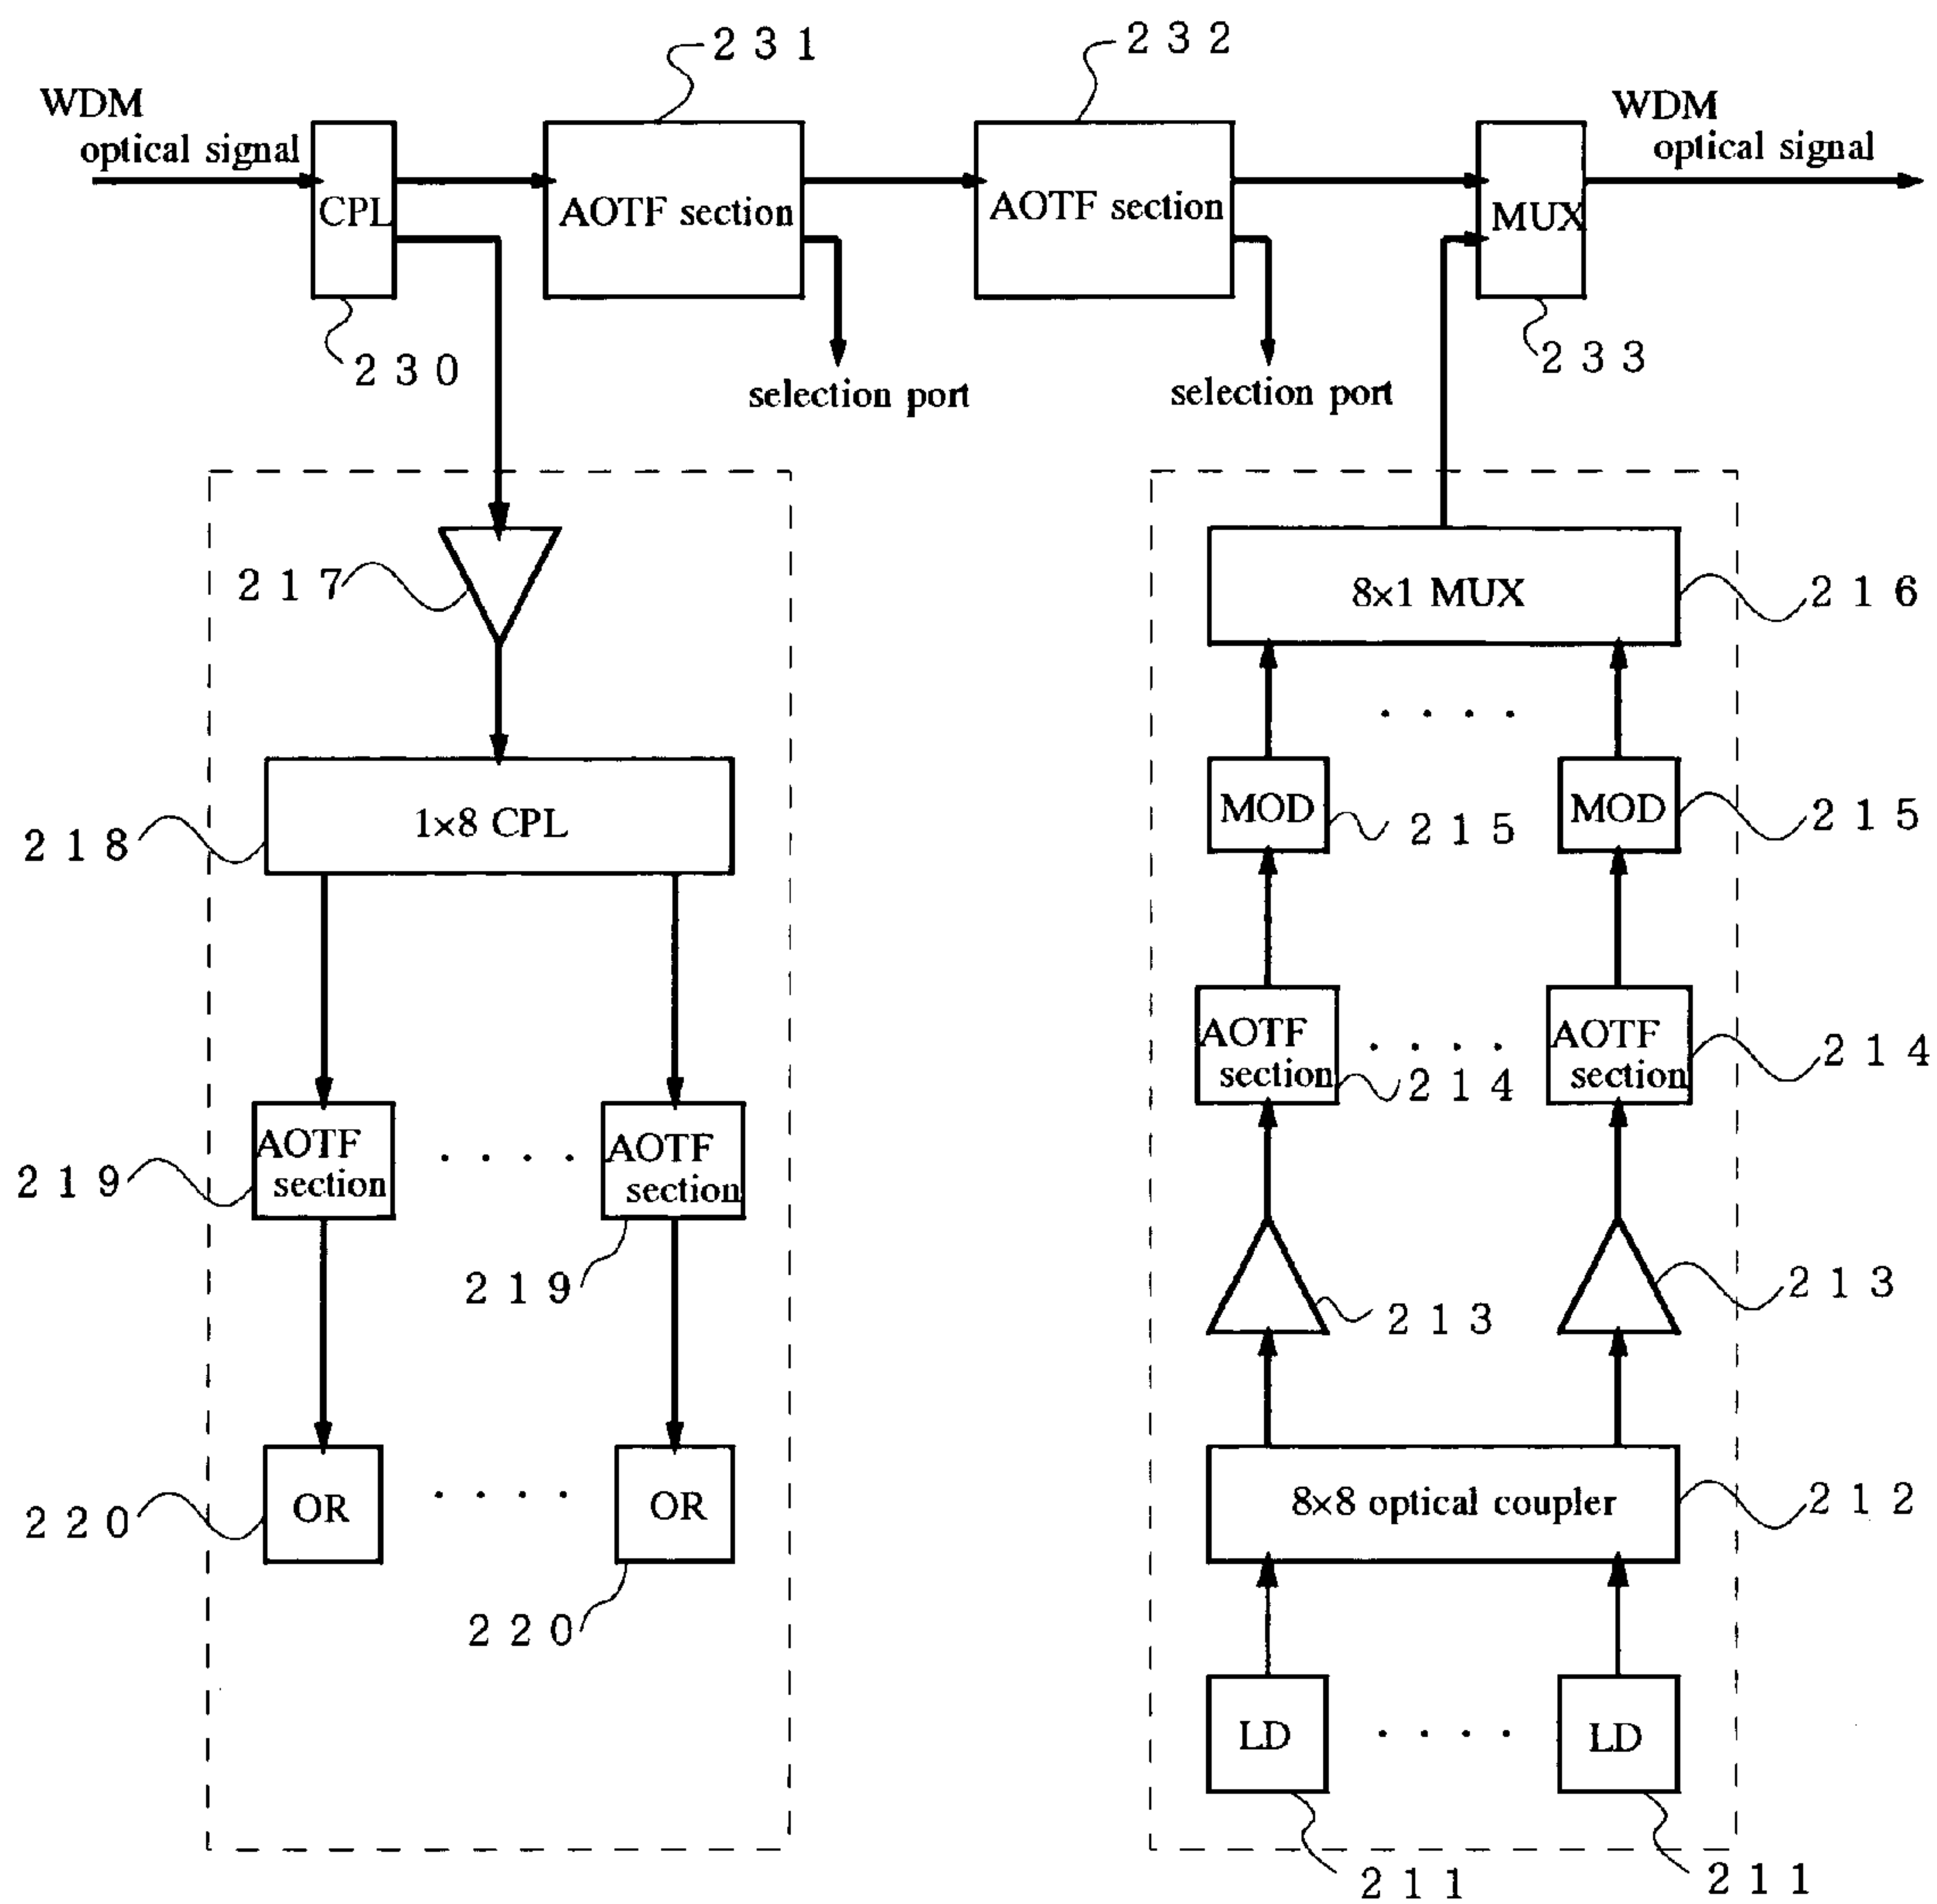 231
232
WDM
optical signal
WDM
optical signal
CPL
AOTF section
AOTF section
MUX
230
selection port
selection port
233
217
8×1 MUX
216
218
1×8 CPL
MOD
215
MOD
215
AOTF
section
214
AOTF
section
214
219
AOTF
section
AOTF
section
219
213
213
220
OR
OR
220
8×8 optical coupler
212
LD
LD
211
211